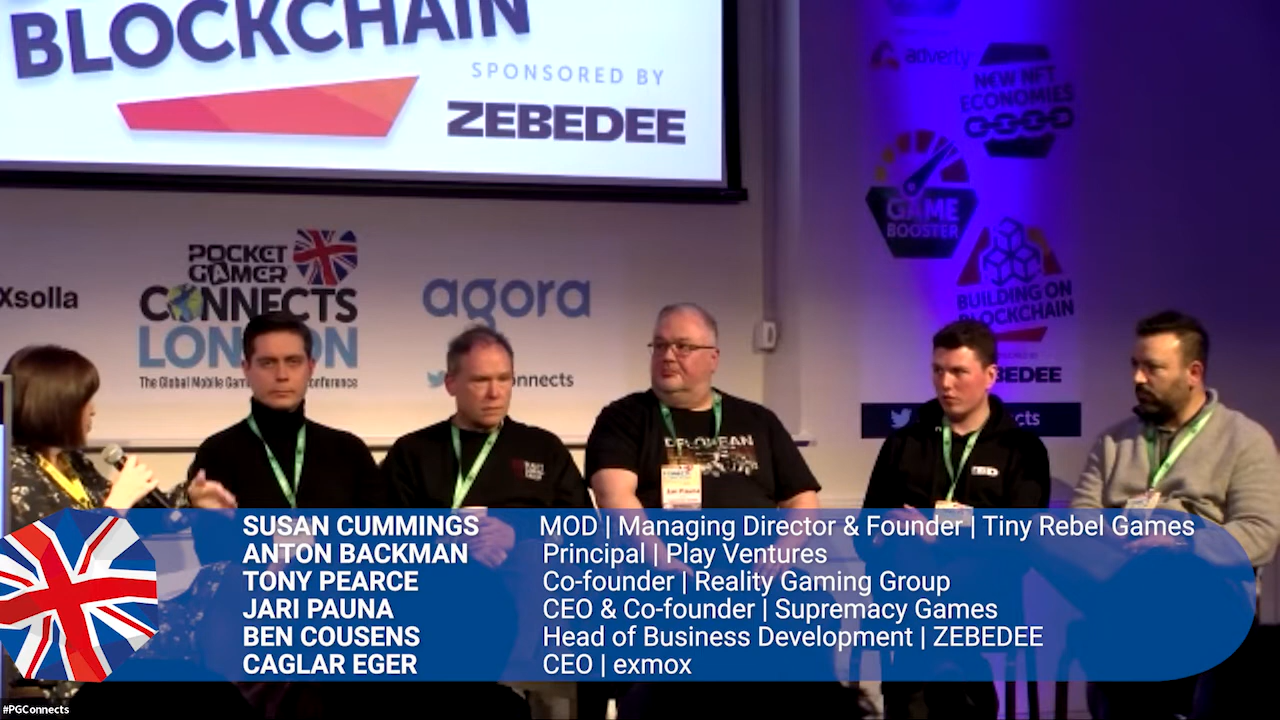 BLOCKCHAIN
SPONSORED BY
ZEBEDEE
adverty
NEW NFT
ECONOMIES
GAME
BOOSTER
BUILDING ON
BLOCKCHAIN
ZEBEDEE
Xsolla
POCKET
GAMER
CONNECTS
LONDON
The Global Mobile Games
agora
DELOREAN
Jari Pauna
SUSAN CUMMINGS MOD | Managing Director & Founder | Tiny Rebel Games
ANTON BACKMAN Principal | Play Ventures
TONY PEARCE Co-founder | Reality Gaming Group
JARI PAUNA CEO & Co-founder | Supremacy Games
BEN COUSENS Head of Business Development | ZEBEDEE
CAGLAR EGER CEO | exmox
#PGConnects